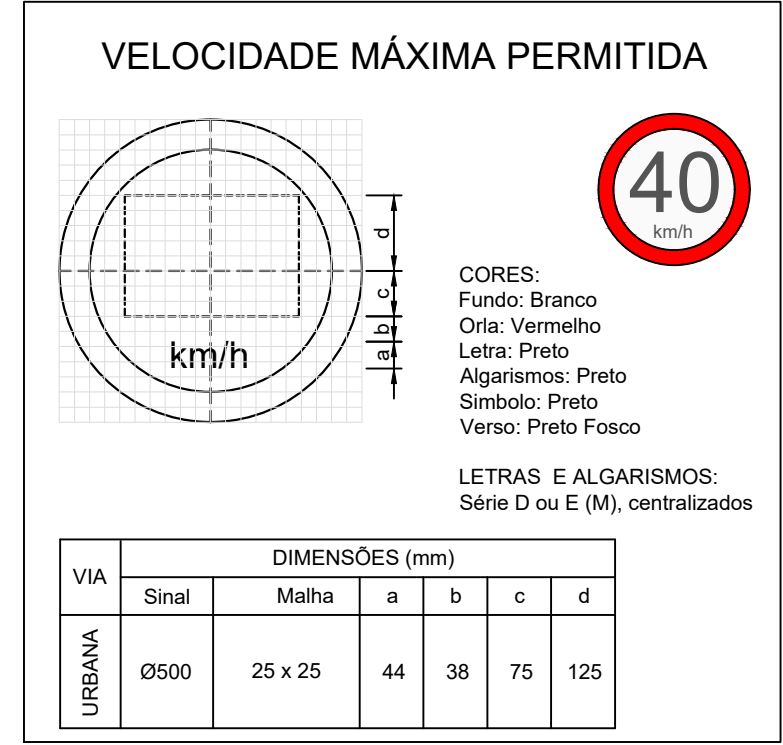 VELOCIDADE MÁXIMA PERMITIDA
40
km/h
d
c
b
a
km/h
CORES:
Fundo: Branco
Orla: Vermelho
Letra: Preto
Algarismos: Preto
Simbolo: Preto
Verso: Preto Fosco
LETRAS E ALGARISMOS:
Série D ou E (M), centralizados
VIA
DIMENSÕES (mm)
Sinal Malha a b c d
URBANA
Ø500 25 x 25 44 38 75 125